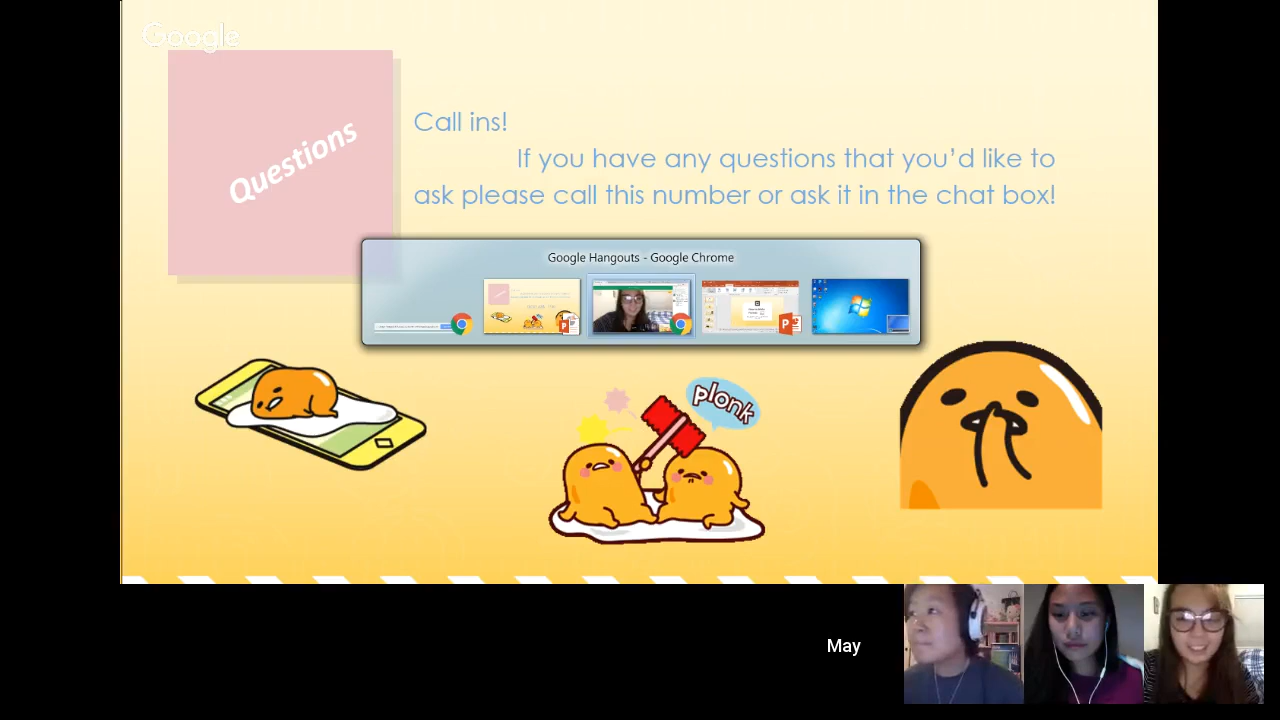 Google
Questions
Call ins!
If you have any questions that you’d like to
ask please call this number or ask it in the chat box!
Google Hangouts - Google Chrome
plonk
May